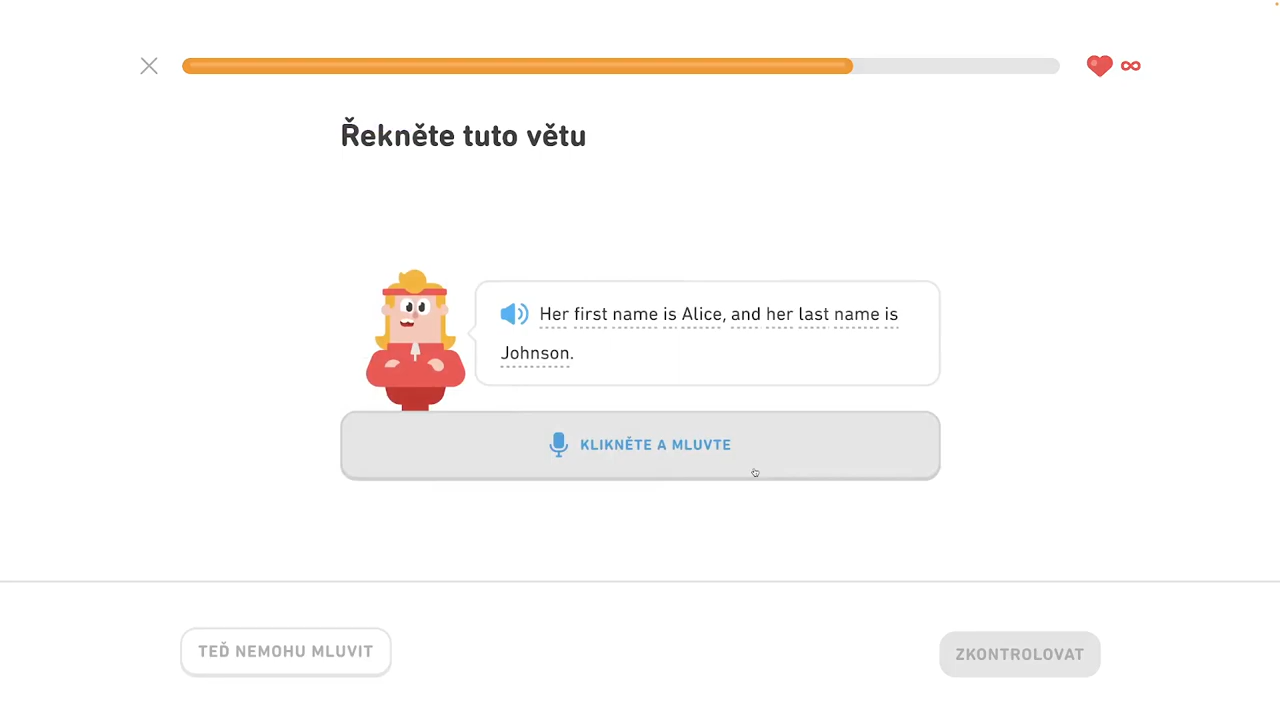 Řekněte tuto větu
Her first name is Alice, and her last name is
Johnson.
KLIKNĚTE A MLUVTE
TEĎ NEMOHU MLUVIT
ZKONTROLOVAT